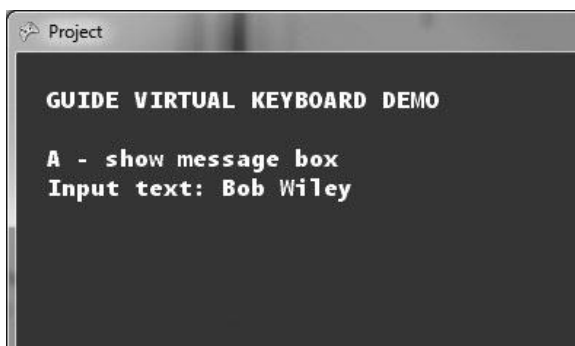 Project
GUIDE VIRTUAL KEYBOARD DEMO
A - show message box
Input text: Bob Wiley